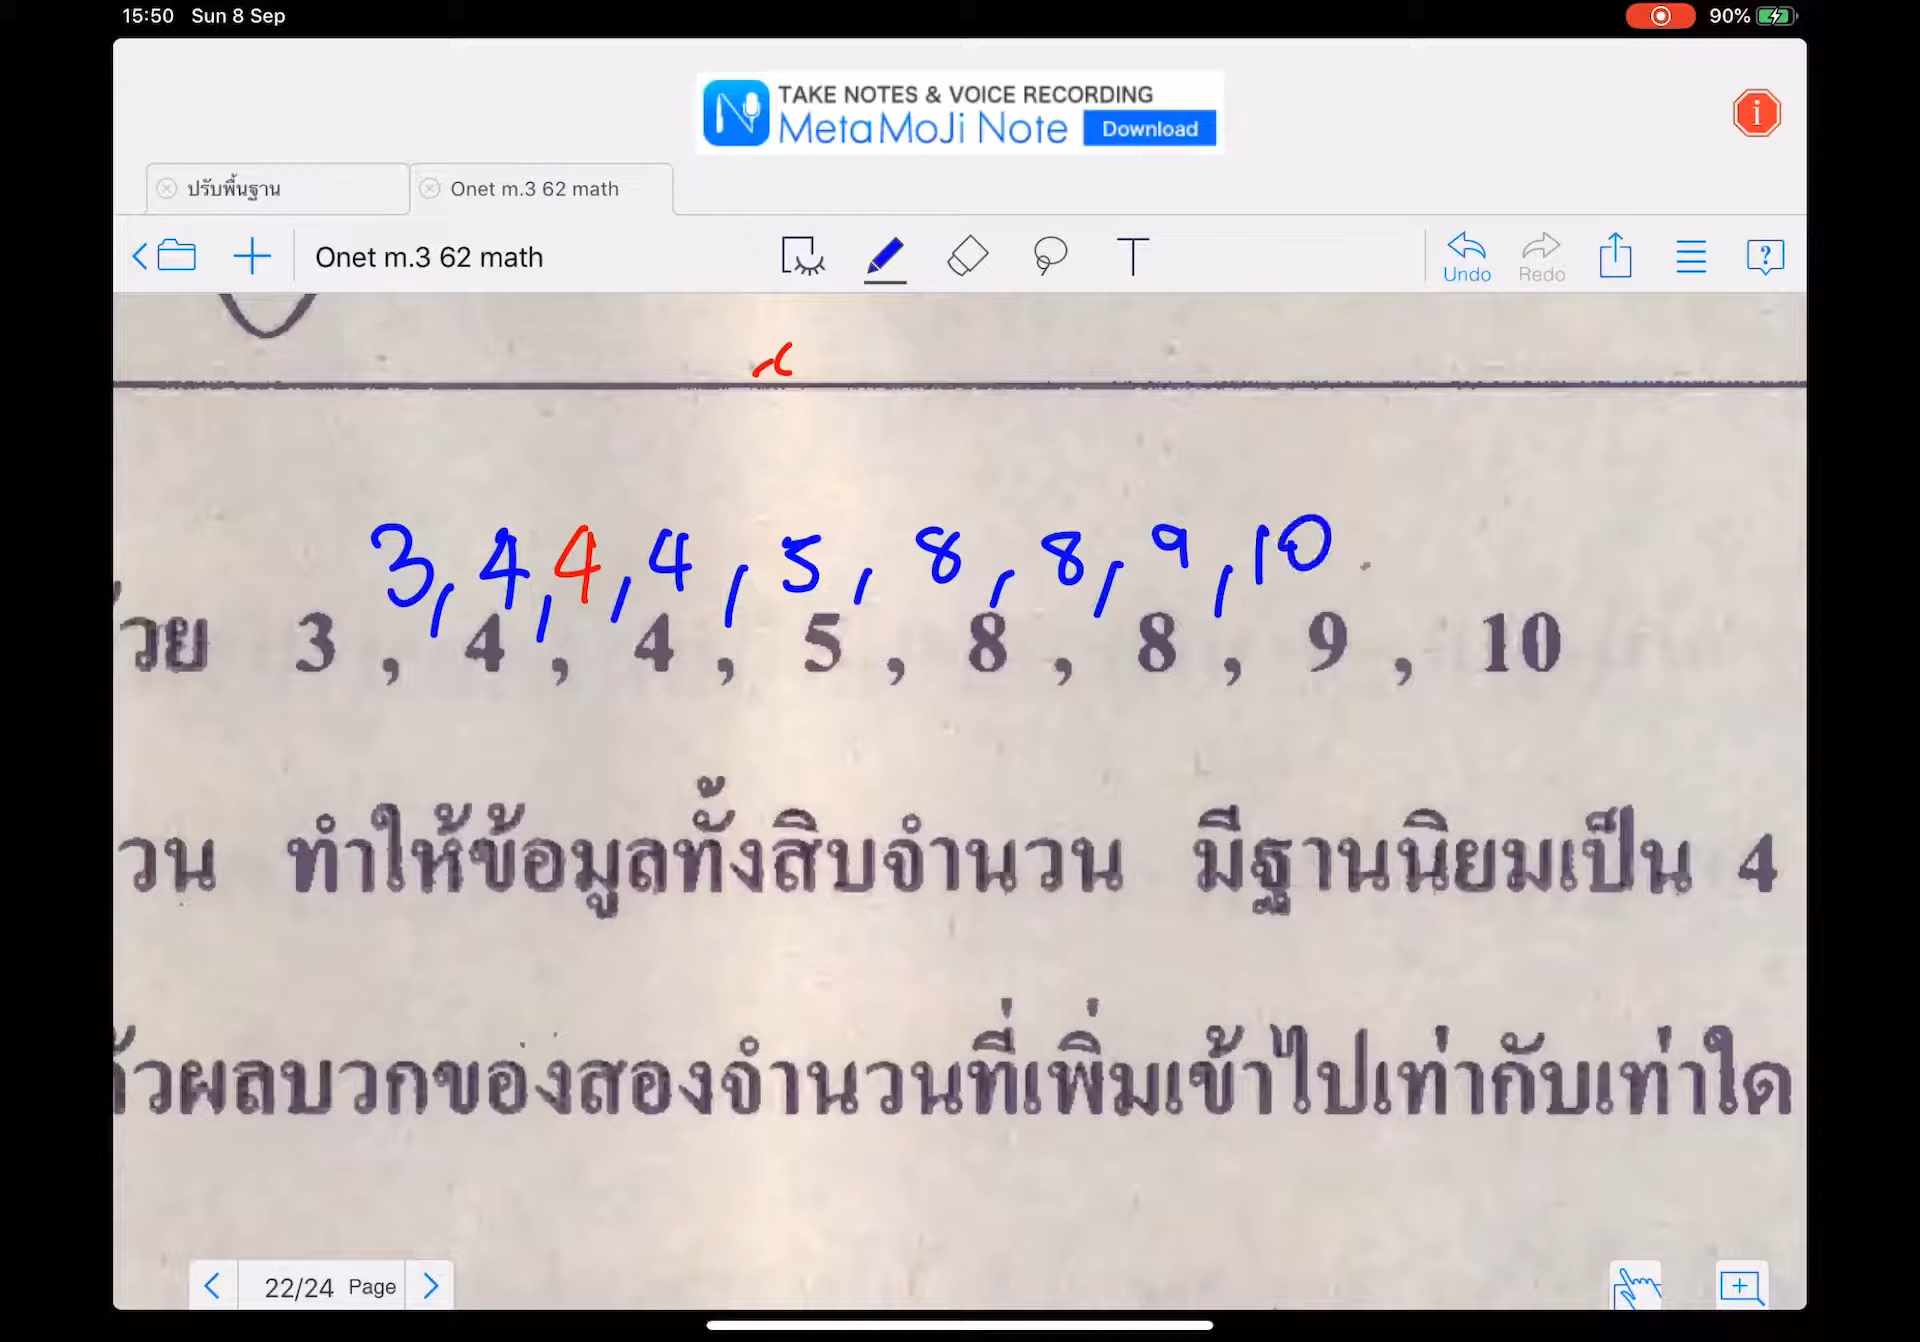 15:50 Sun 8 Sep 90%
TAKE NOTES & VOICE RECORDING
MetaMoJi Note Download
ปรับพื้นฐาน Onet m.3 62 math
Onet m.3 62 math T Undo Redo
3, 4, 4, 4, 5, 8, 8, 9, 10
วย 3 , 4 , 4 , 5 , 8 , 8 , 9 , 10
วน ทำให้ข้อมูลทั้งสิบจำนวน มีฐานนิยมเป็น 4
ผลบวกของสองจำนวนที่เพิ่มเข้าไปเท่ากับเท่าใด
22/24 Page